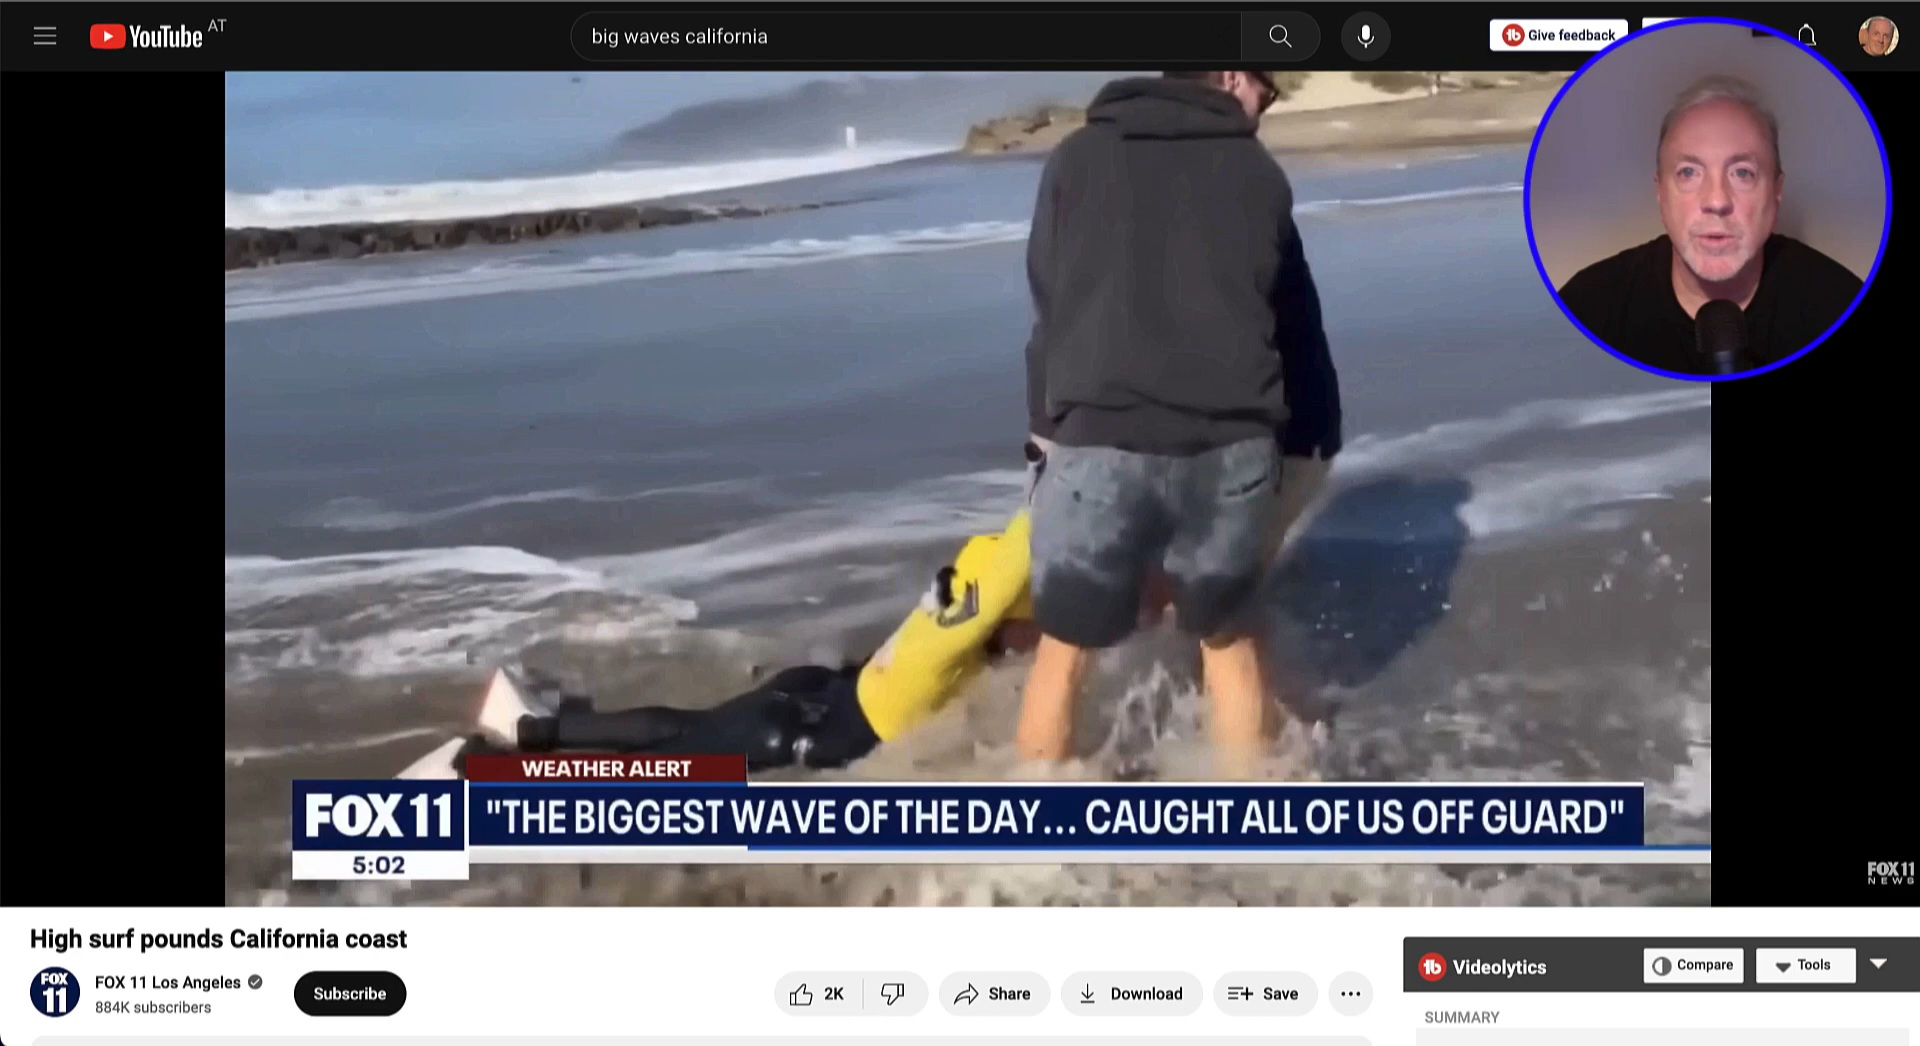 YouTube AT
big waves california
Give feedback
WEATHER ALERT
FOX 11
"THE BIGGEST WAVE OF THE DAY... CAUGHT ALL OF US OFF GUARD"
5:02
FOX 11
NEWS
High surf pounds California coast
FOX
11
FOX 11 Los Angeles
884K subscribers
Subscribe
2K
Share
Download
Save
Videolytics
Compare
Tools
SUMMARY